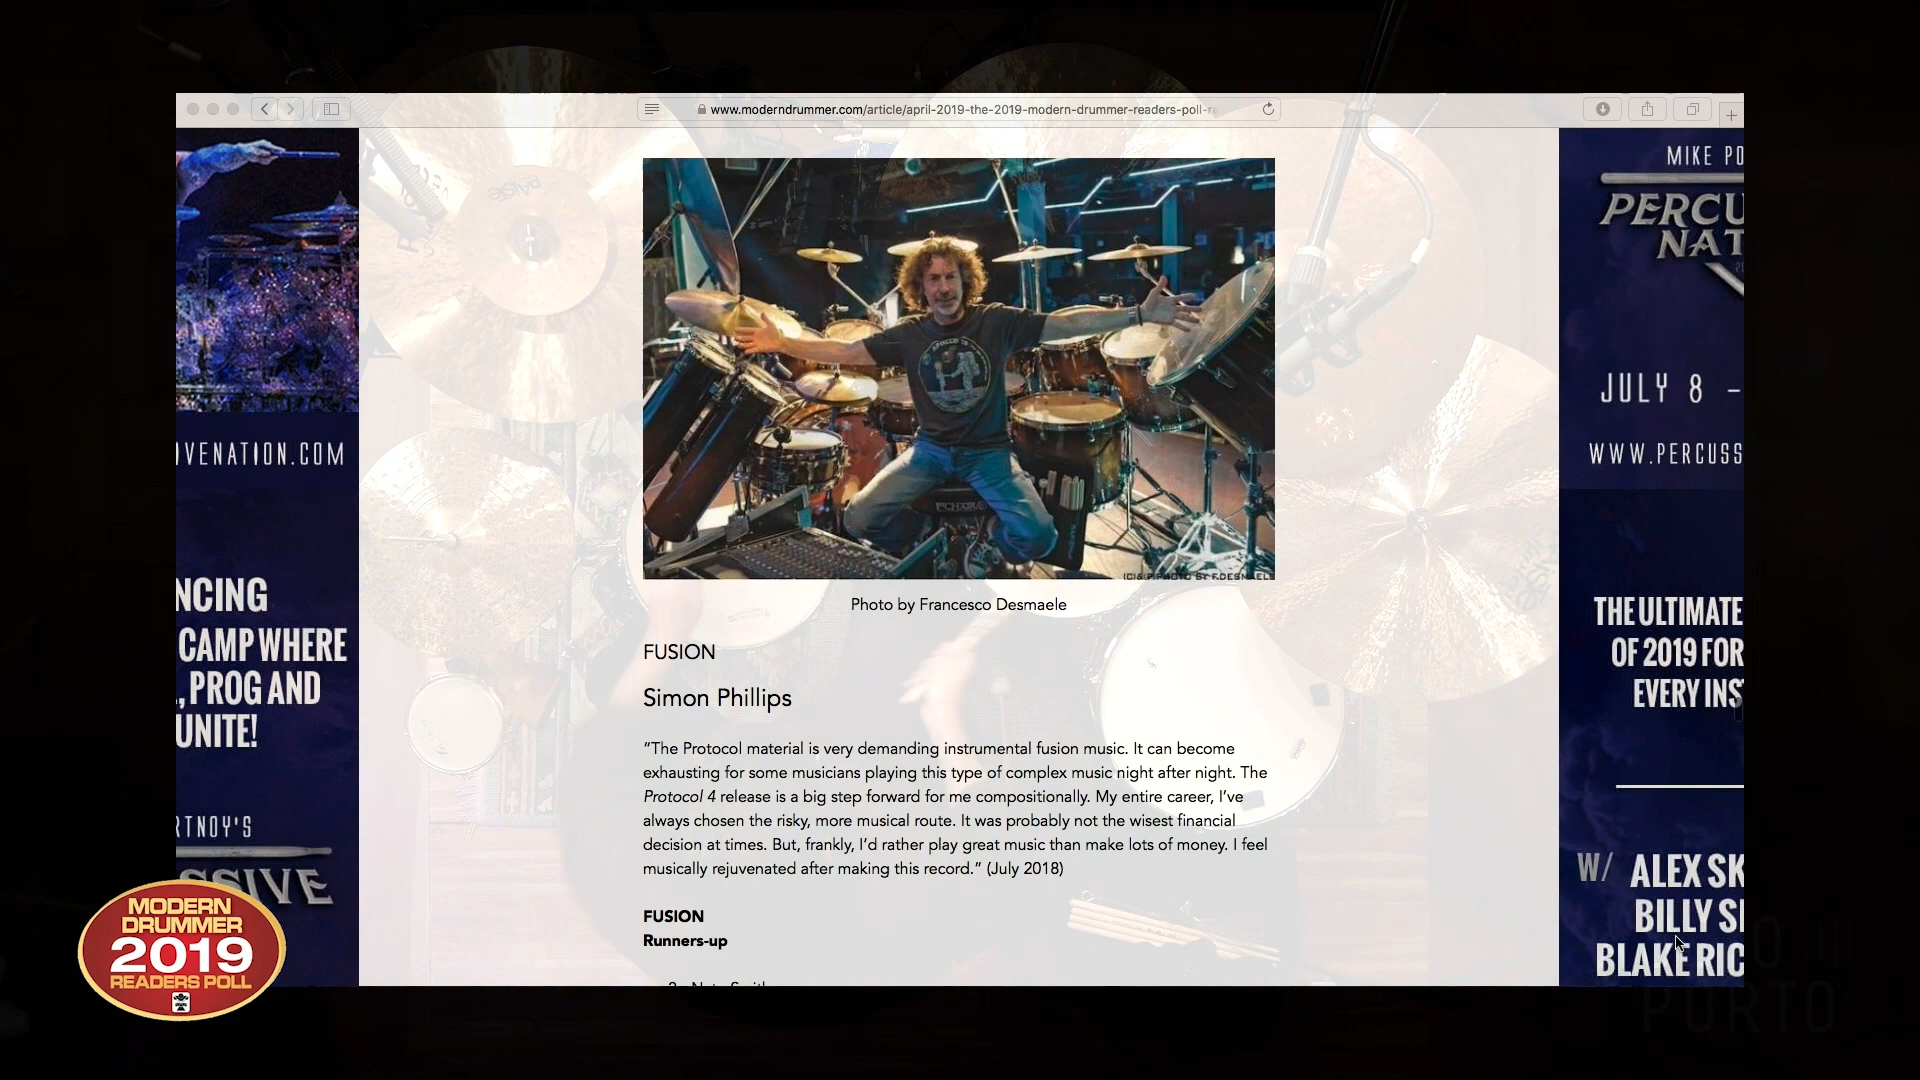 www.moderndrummer.com/article/april-2019-the-2019-modern-drummer-readers-poll-re
MIKE PO
PERCU
NAT
JULY 8 –
WWW.PERCUSS
THE ULTIMATE
OF 2019 FOR
EVERY INS
W/ ALEX SK
BILLY SI
BLAKE RIC
OVENATION.COM
NCING
CAMP WHERE
, PROG AND
UNITE!
RTNOY'S
SSIVE
APOLLO
PORTO
(C)&(P)PHOTO BY F.DESMAELE
Photo by Francesco Desmaele
FUSION
Simon Phillips
“The Protocol material is very demanding instrumental fusion music. It can become
exhausting for some musicians playing this type of complex music night after night. The
Protocol 4 release is a big step forward for me compositionally. My entire career, I’ve
always chosen the risky, more musical route. It was probably not the wisest financial
decision at times. But, frankly, I’d rather play great music than make lots of money. I feel
musically rejuvenated after making this record.” (July 2018)
FUSION
Runners-up
MODERN
DRUMMER
2019
READERS POLL